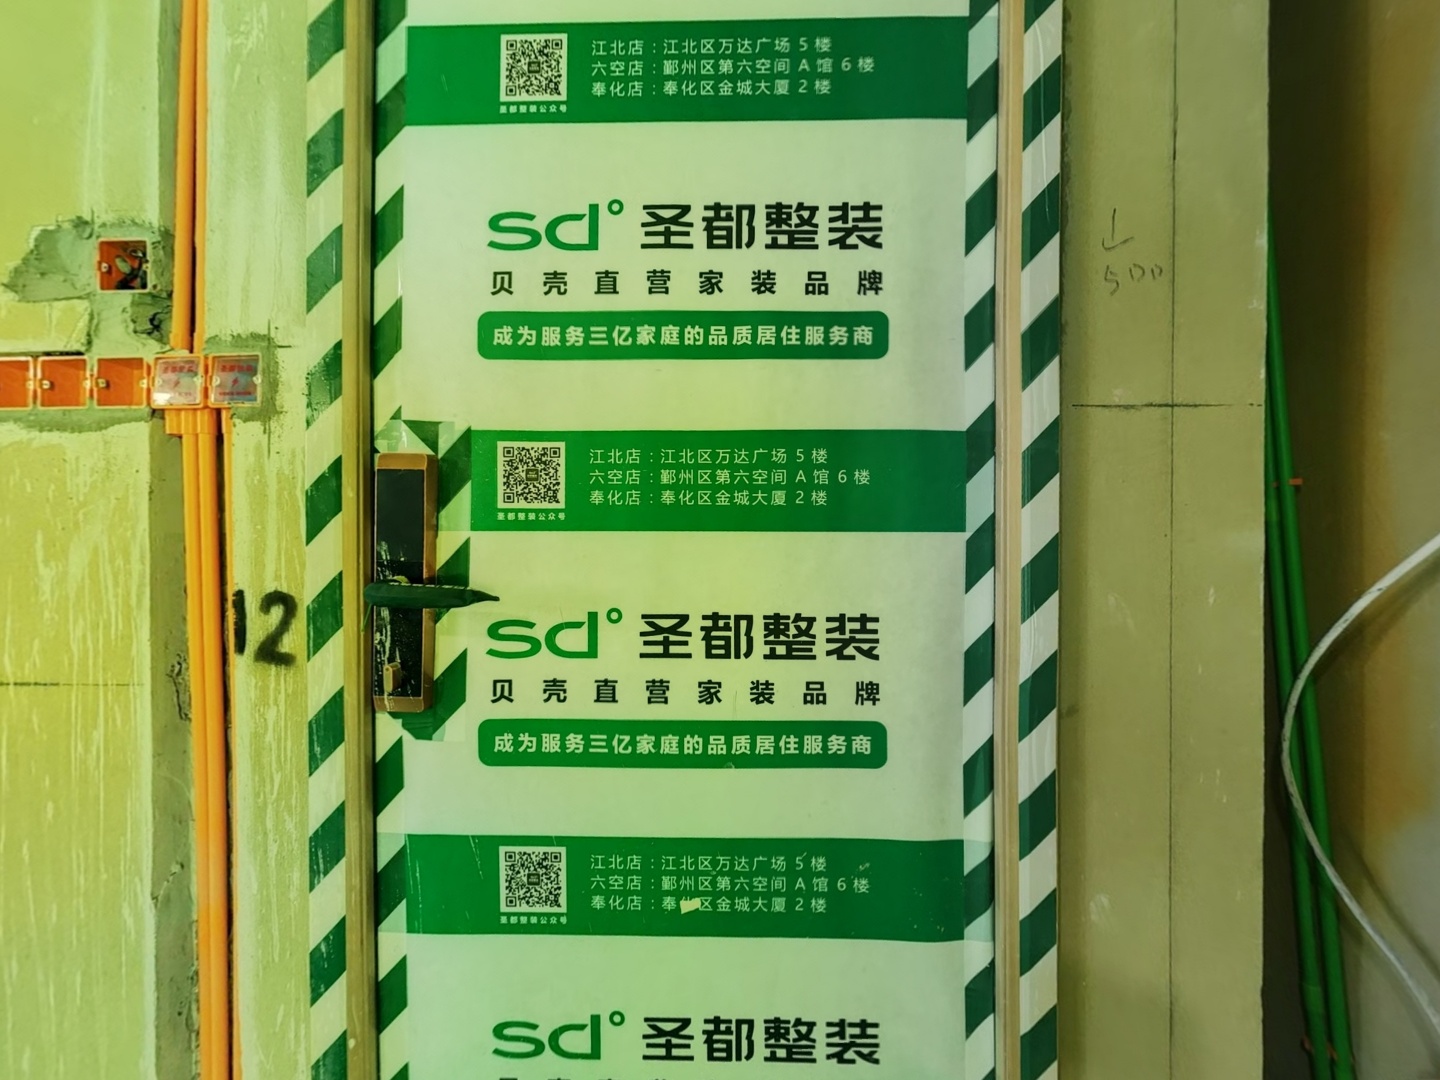 江北店：江北区万达广场 5 楼
六空店：鄞州区第六空间 A 馆 6 楼
奉化店：奉化区金城大厦 2 楼
圣都整装公众号
sd° 圣都整装
贝壳直营家装品牌
成为服务三亿家庭的品质居住服务商
500
江北店：江北区万达广场 5 楼
六空店：鄞州区第六空间 A 馆 6 楼
奉化店：奉化区金城大厦 2 楼
圣都整装公众号
12
sd° 圣都整装
贝壳直营家装品牌
成为服务三亿家庭的品质居住服务商
江北店：江北区万达广场 5 楼
六空店：鄞州区第六空间 A 馆 6 楼
奉化店：奉化区金城大厦 2 楼
圣都整装公众号
sd° 圣都整装